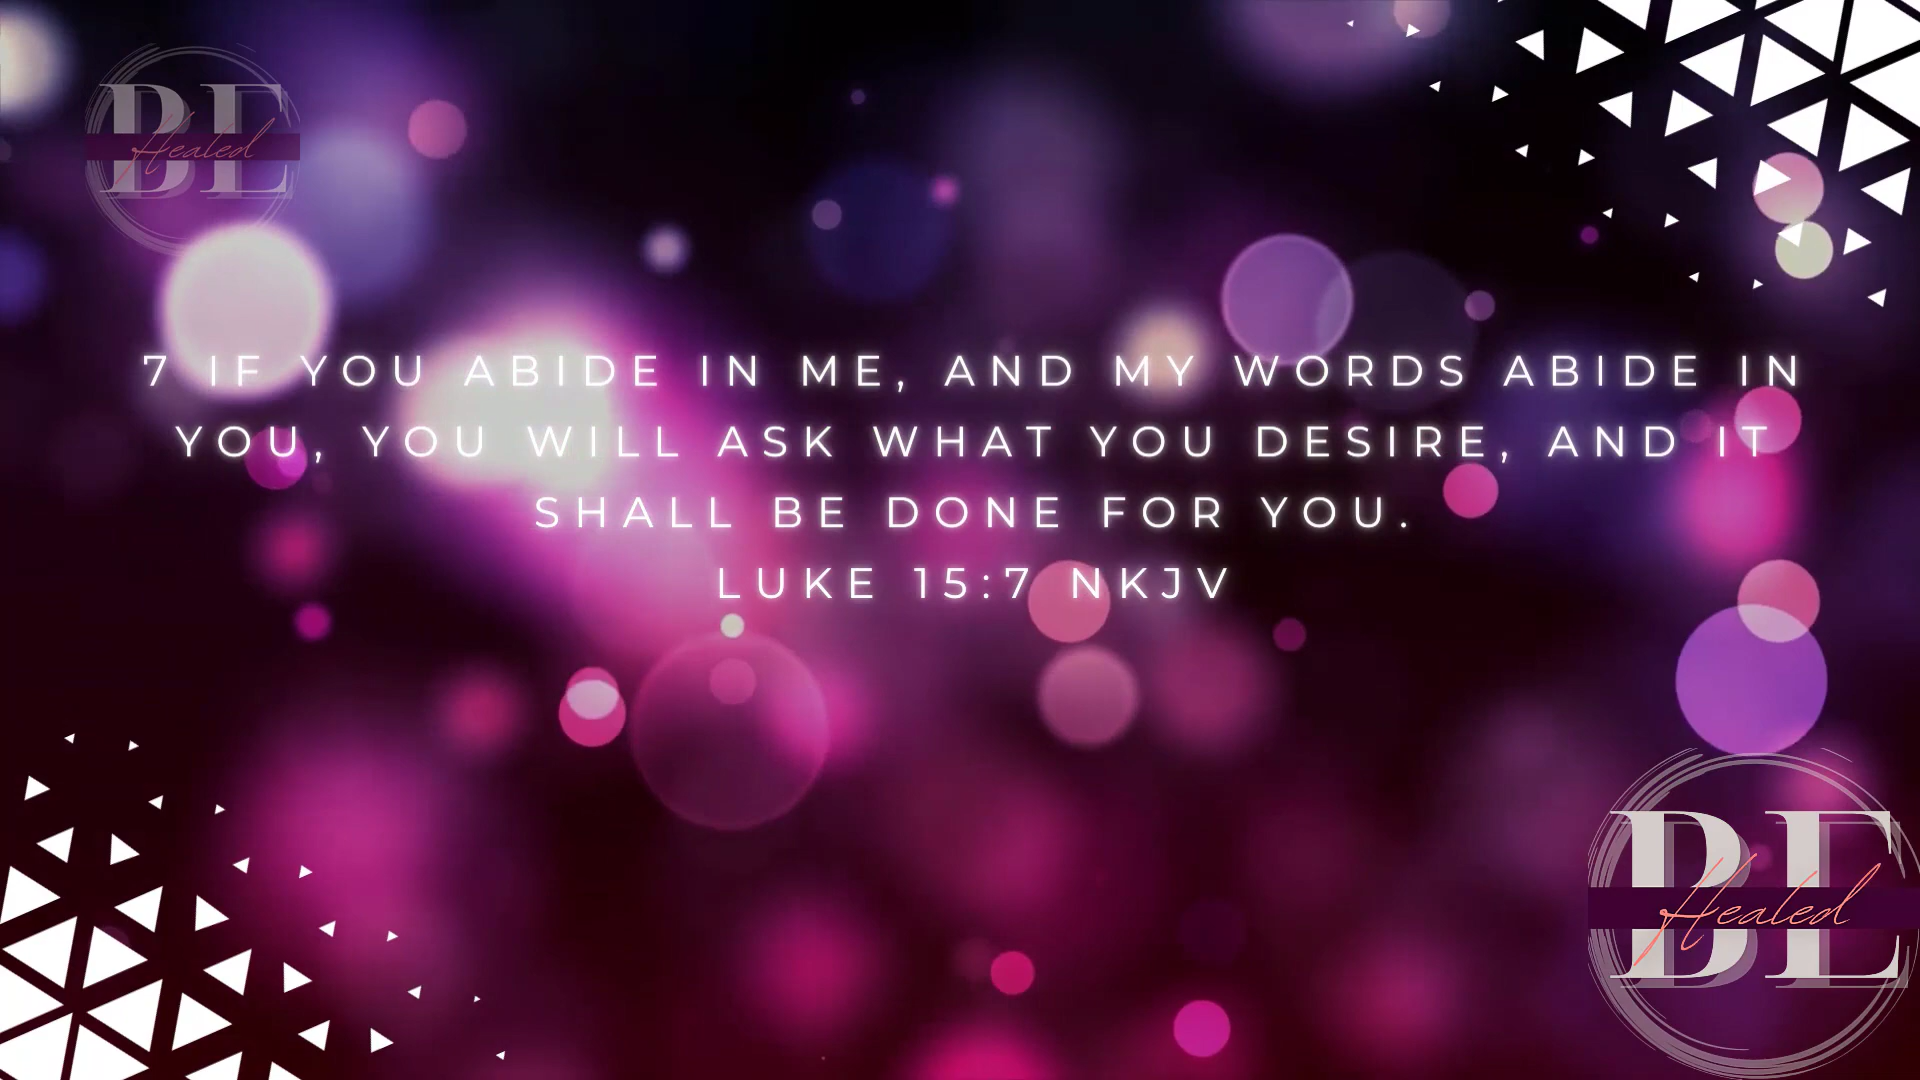 BE
Healed
7 IF YOU ABIDE IN ME, AND MY WORDS ABIDE IN
YOU, YOU WILL ASK WHAT YOU DESIRE, AND IT
SHALL BE DONE FOR YOU.
LUKE 15:7 NKJV
BE
Healed